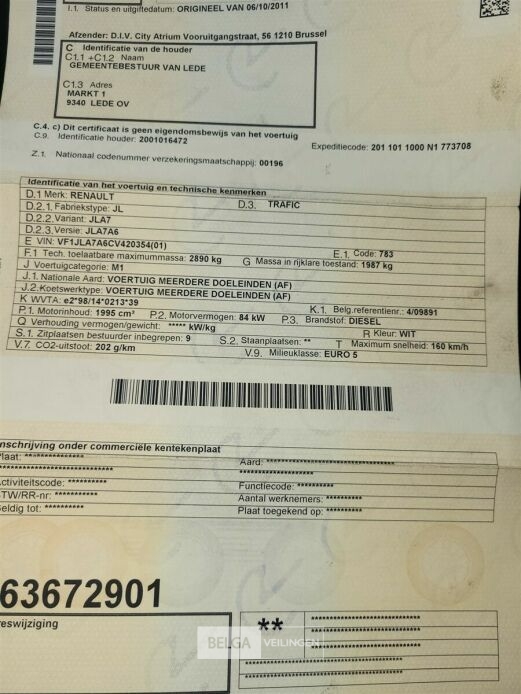 I.1. Status en uitgiftedatum: ORIGINEEL VAN 06/10/2011
Afzender: D.I.V. City Atrium Vooruitgangstraat, 56 1210 Brussel
C Identificatie van de houder
C1.1 +C1.2 Naam
GEMEENTEBESTUUR VAN LEDE
C1.3 Adres
MARKT 1
9340 LEDE OV
C.4. c) Dit certificaat is geen eigendomsbewijs van het voertuig
C.9. Identificatie houder: 2001016472
Expeditiecode: 201 101 1000 N1 773708
Z.1. Nationaal codenummer verzekeringsmaatschappij: 00196
Identificatie van het voertuig en technische kenmerken
D.1 Merk: RENAULT D.3. TRAFIC
D.2.1. Fabriekstype: JL
D.2.2. Variant: JLA7
D.2.3. Versie: JLA7A6
E VIN: VF1JLA7A6CV420354(01) E.1. Code: 783
F.1 Tech. toelaatbare maximummassa: 2890 kg G Massa in rijklare toestand: 1987 kg
J Voertuigcategorie: M1
J.1. Nationale Aard: VOERTUIG MEERDERE DOELEINDEN (AF)
J.2. Koetswerktype: VOERTUIG MEERDERE DOELEINDEN (AF)
K WVTA: e2*98/14*0213*39 K.1. Belg.referentienr.: 4/09891
P.1. Motorinhoud: 1995 cm³ P.2. Motorvermogen: 84 kW P.3. Brandstof: DIESEL
Q Verhouding vermogen/gewicht: ***** kW/kg R Kleur: WIT
S.1. Zitplaatsen bestuurder inbegrepen: 9 S.2. Staanplaatsen: ** T Maximum snelheid: 160 km/h
V.7. CO2-uitstoot: 202 g/km V.9. Milieuklasse: EURO 5
nschrijving onder commerciële kentekenplaat
laat: **************** Aard: **********************************
****************************** ***************************
ctiviteitscode: ********** Functiecode: **********
TW/RR-nr: *********** Aantal werknemers: **********
eldig tot: ********** Plaat toegekend op: **********
63672901
reswijziging
**
BELGA VEILINGEN